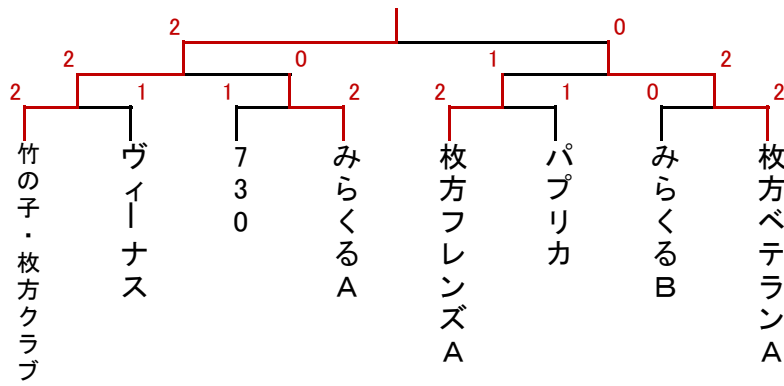 2 0
2 0 1 2
2 1 1 2 2 1 0 2
竹の子・枚方クラブ
ヴィーナス
730
みらくるA
枚方フレンズA
パプリカ
みらくるB
枚方ベテランA